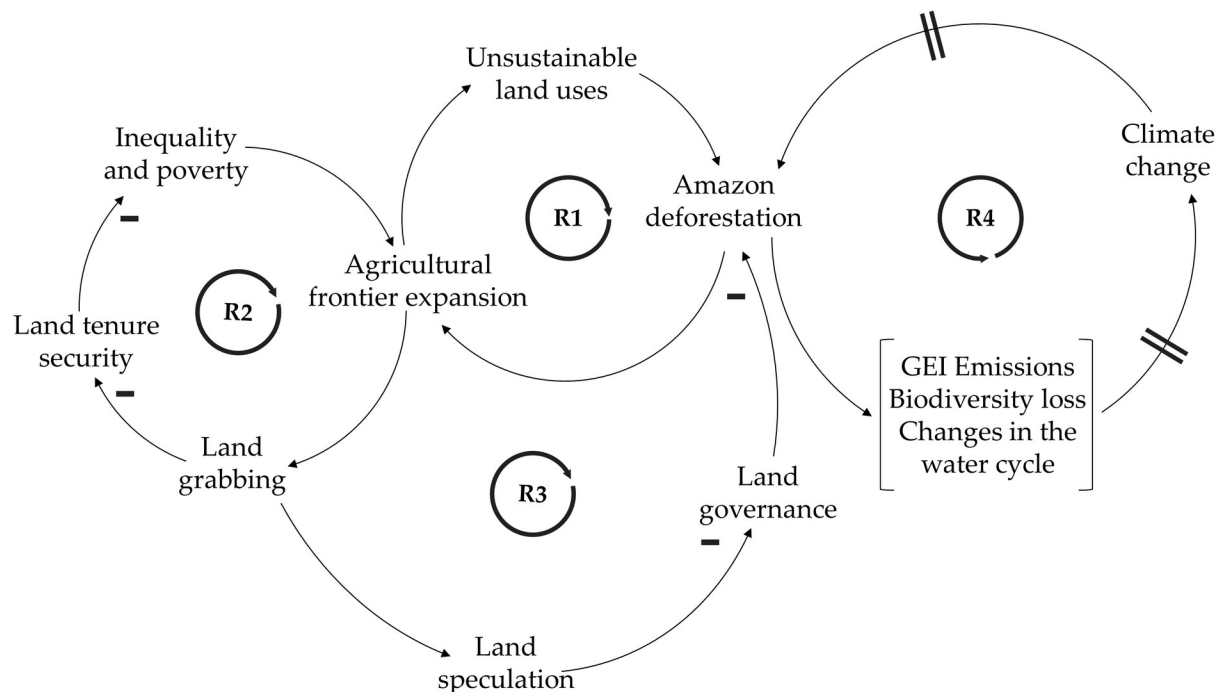 Unsustainable
land uses
Inequality
and poverty
Climate
change
Amazon
deforestation
R1
R4
Agricultural
frontier expansion
R2
Land tenure
security
GEI Emissions
Biodiversity loss
Changes in the
water cycle
Land
grabbing
R3
Land
governance
Land
speculation